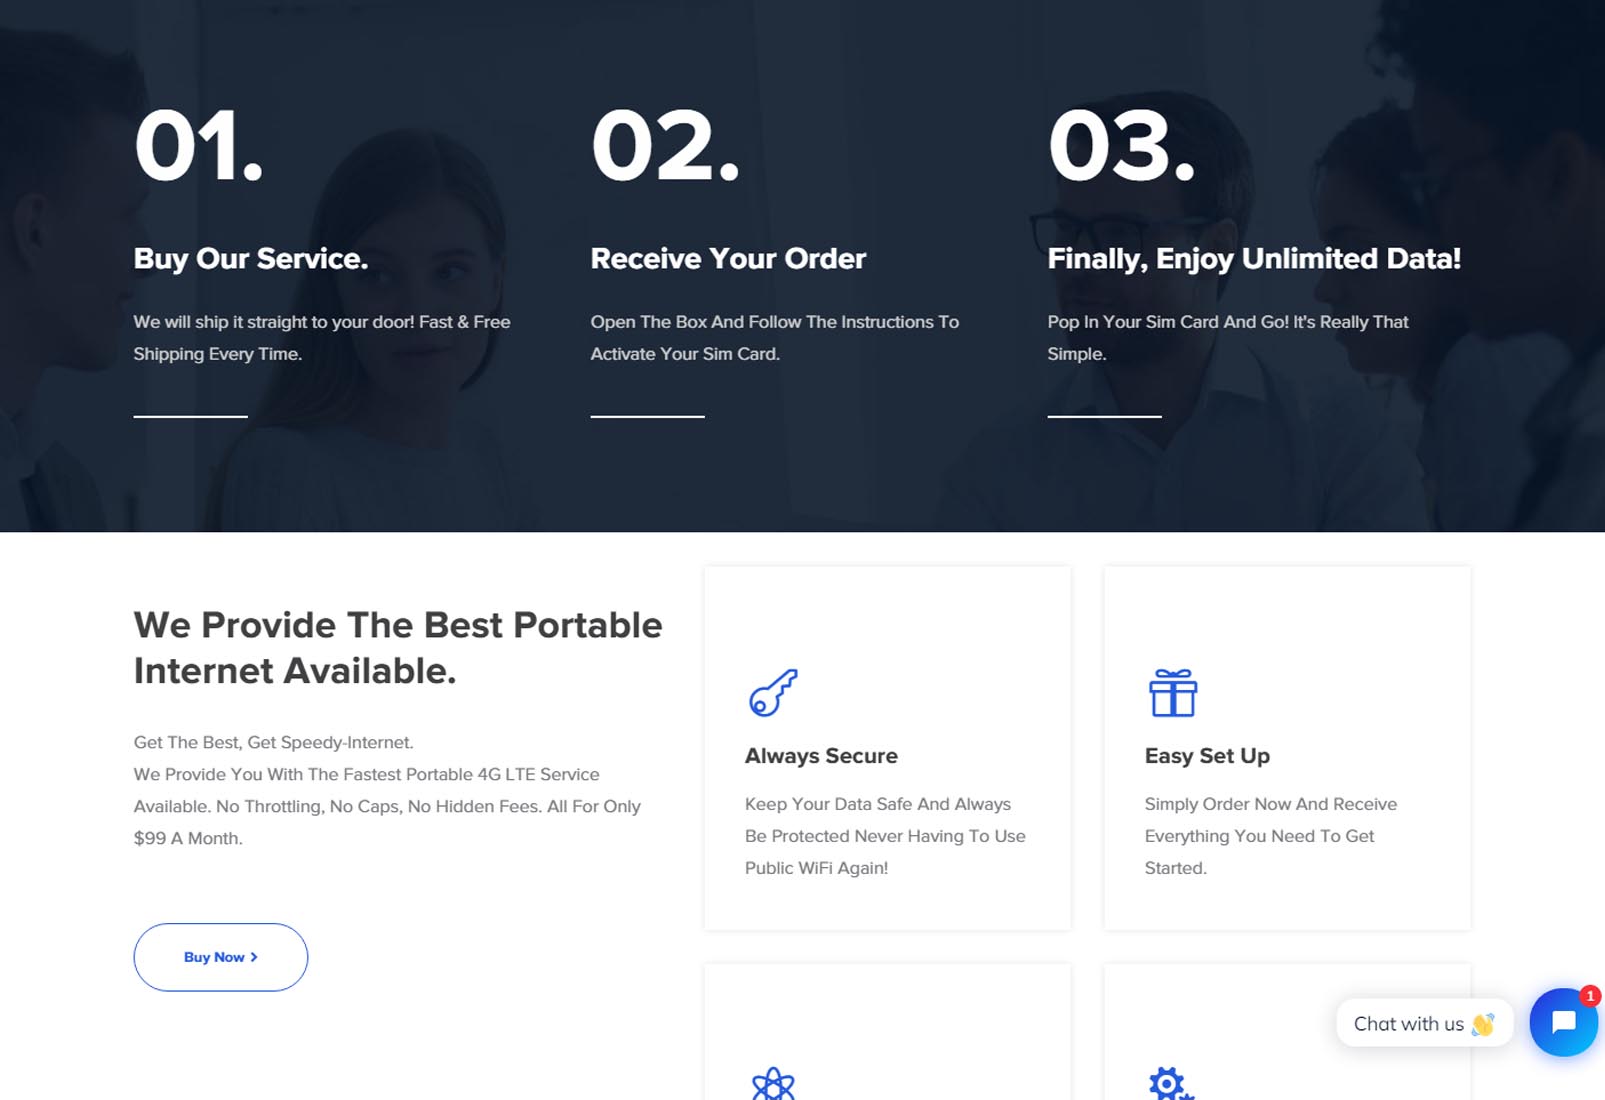 01.
Buy Our Service.
We will ship it straight to your door! Fast & Free
Shipping Every Time.
02.
Receive Your Order
Open The Box And Follow The Instructions To
Activate Your Sim Card.
03.
Finally, Enjoy Unlimited Data!
Pop In Your Sim Card And Go! It's Really That
Simple.
We Provide The Best Portable
Internet Available.
Get The Best, Get Speedy-Internet.
We Provide You With The Fastest Portable 4G LTE Service
Available. No Throttling, No Caps, No Hidden Fees. All For Only
$99 A Month.
Buy Now
Always Secure
Keep Your Data Safe And Always
Be Protected Never Having To Use
Public WiFi Again!
Easy Set Up
Simply Order Now And Receive
Everything You Need To Get
Started.
Chat with us 👋
1